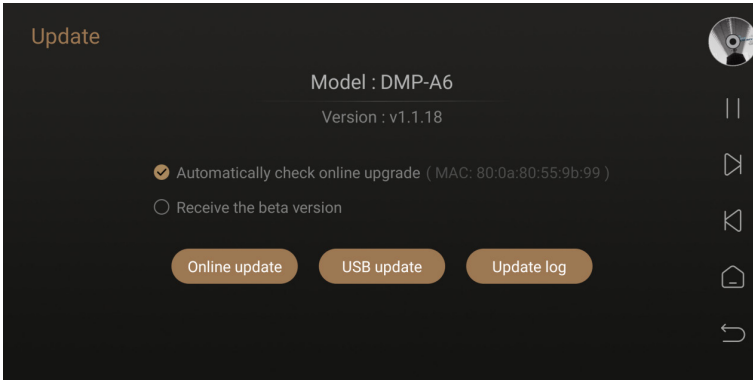 Update
Model : DMP-A6
Version : v1.1.18
Automatically check online upgrade ( MAC: 80:0a:80:55:9b:99 )
Receive the beta version
Online update
USB update
Update log